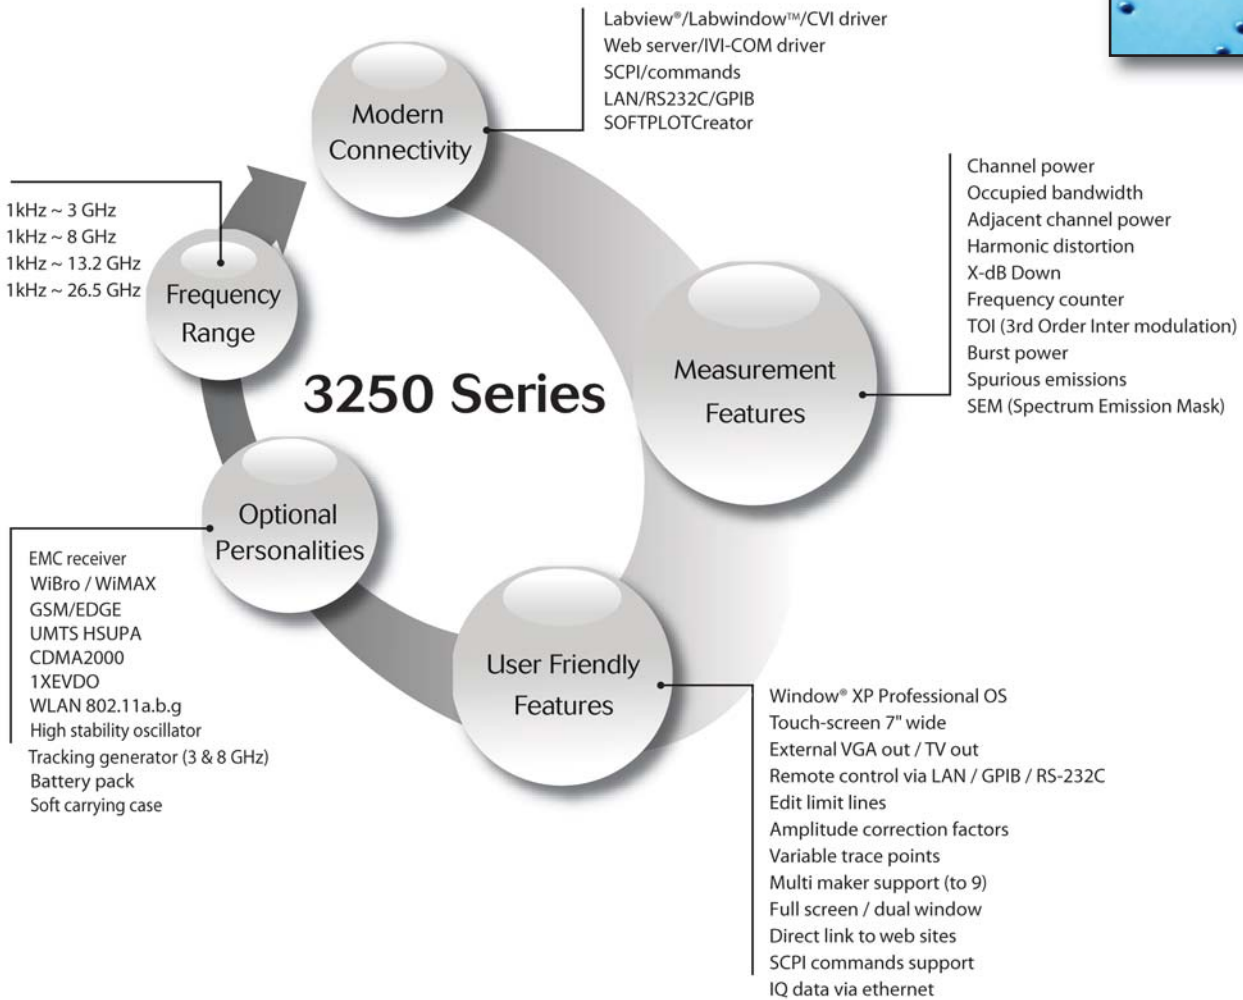 Labview®/Labwindow™/CVI driver
Web server/IVI-COM driver
SCPI/commands
LAN/RS232C/GPIB
SOFTPLOTCreator
Modern
Connectivity
Channel power
Occupied bandwidth
Adjacent channel power
Harmonic distortion
X-dB Down
Frequency counter
TOI (3rd Order Inter modulation)
Burst power
Spurious emissions
SEM (Spectrum Emission Mask)
1kHz ~ 3 GHz
1kHz ~ 8 GHz
1kHz ~ 13.2 GHz
1kHz ~ 26.5 GHz
Frequency
Range
3250 Series
Measurement
Features
Optional
Personalities
EMC receiver
WiBro / WiMAX
GSM/EDGE
UMTS HSUPA
CDMA2000
1XEVDO
WLAN 802.11a.b.g
High stability oscillator
Tracking generator (3 & 8 GHz)
Battery pack
Soft carrying case
User Friendly
Features
Window® XP Professional OS
Touch-screen 7" wide
External VGA out / TV out
Remote control via LAN / GPIB / RS-232C
Edit limit lines
Amplitude correction factors
Variable trace points
Multi maker support (to 9)
Full screen / dual window
Direct link to web sites
SCPI commands support
IQ data via ethernet